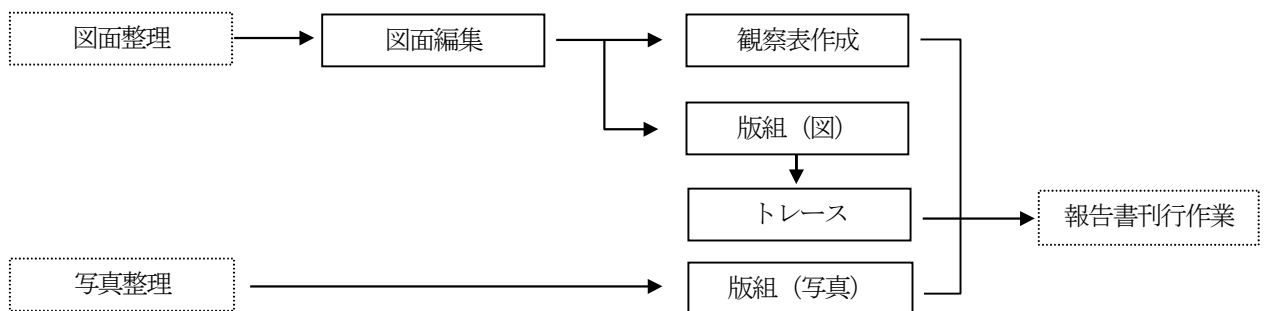 図面整理
図面編集
観察表作成
版組（図）
トレース
報告書刊行作業
写真整理
版組（写真）